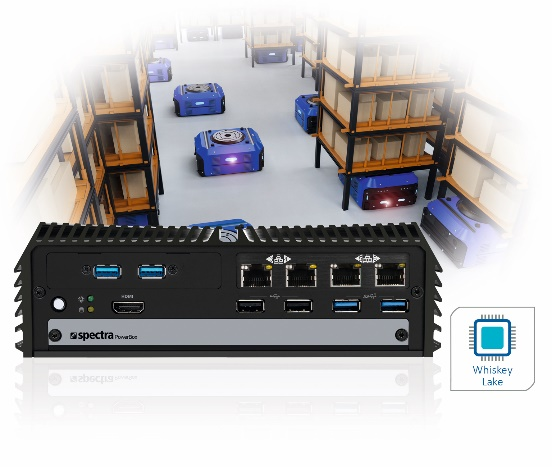 HDMI
spectra PowerBox
Whiskey
Lake